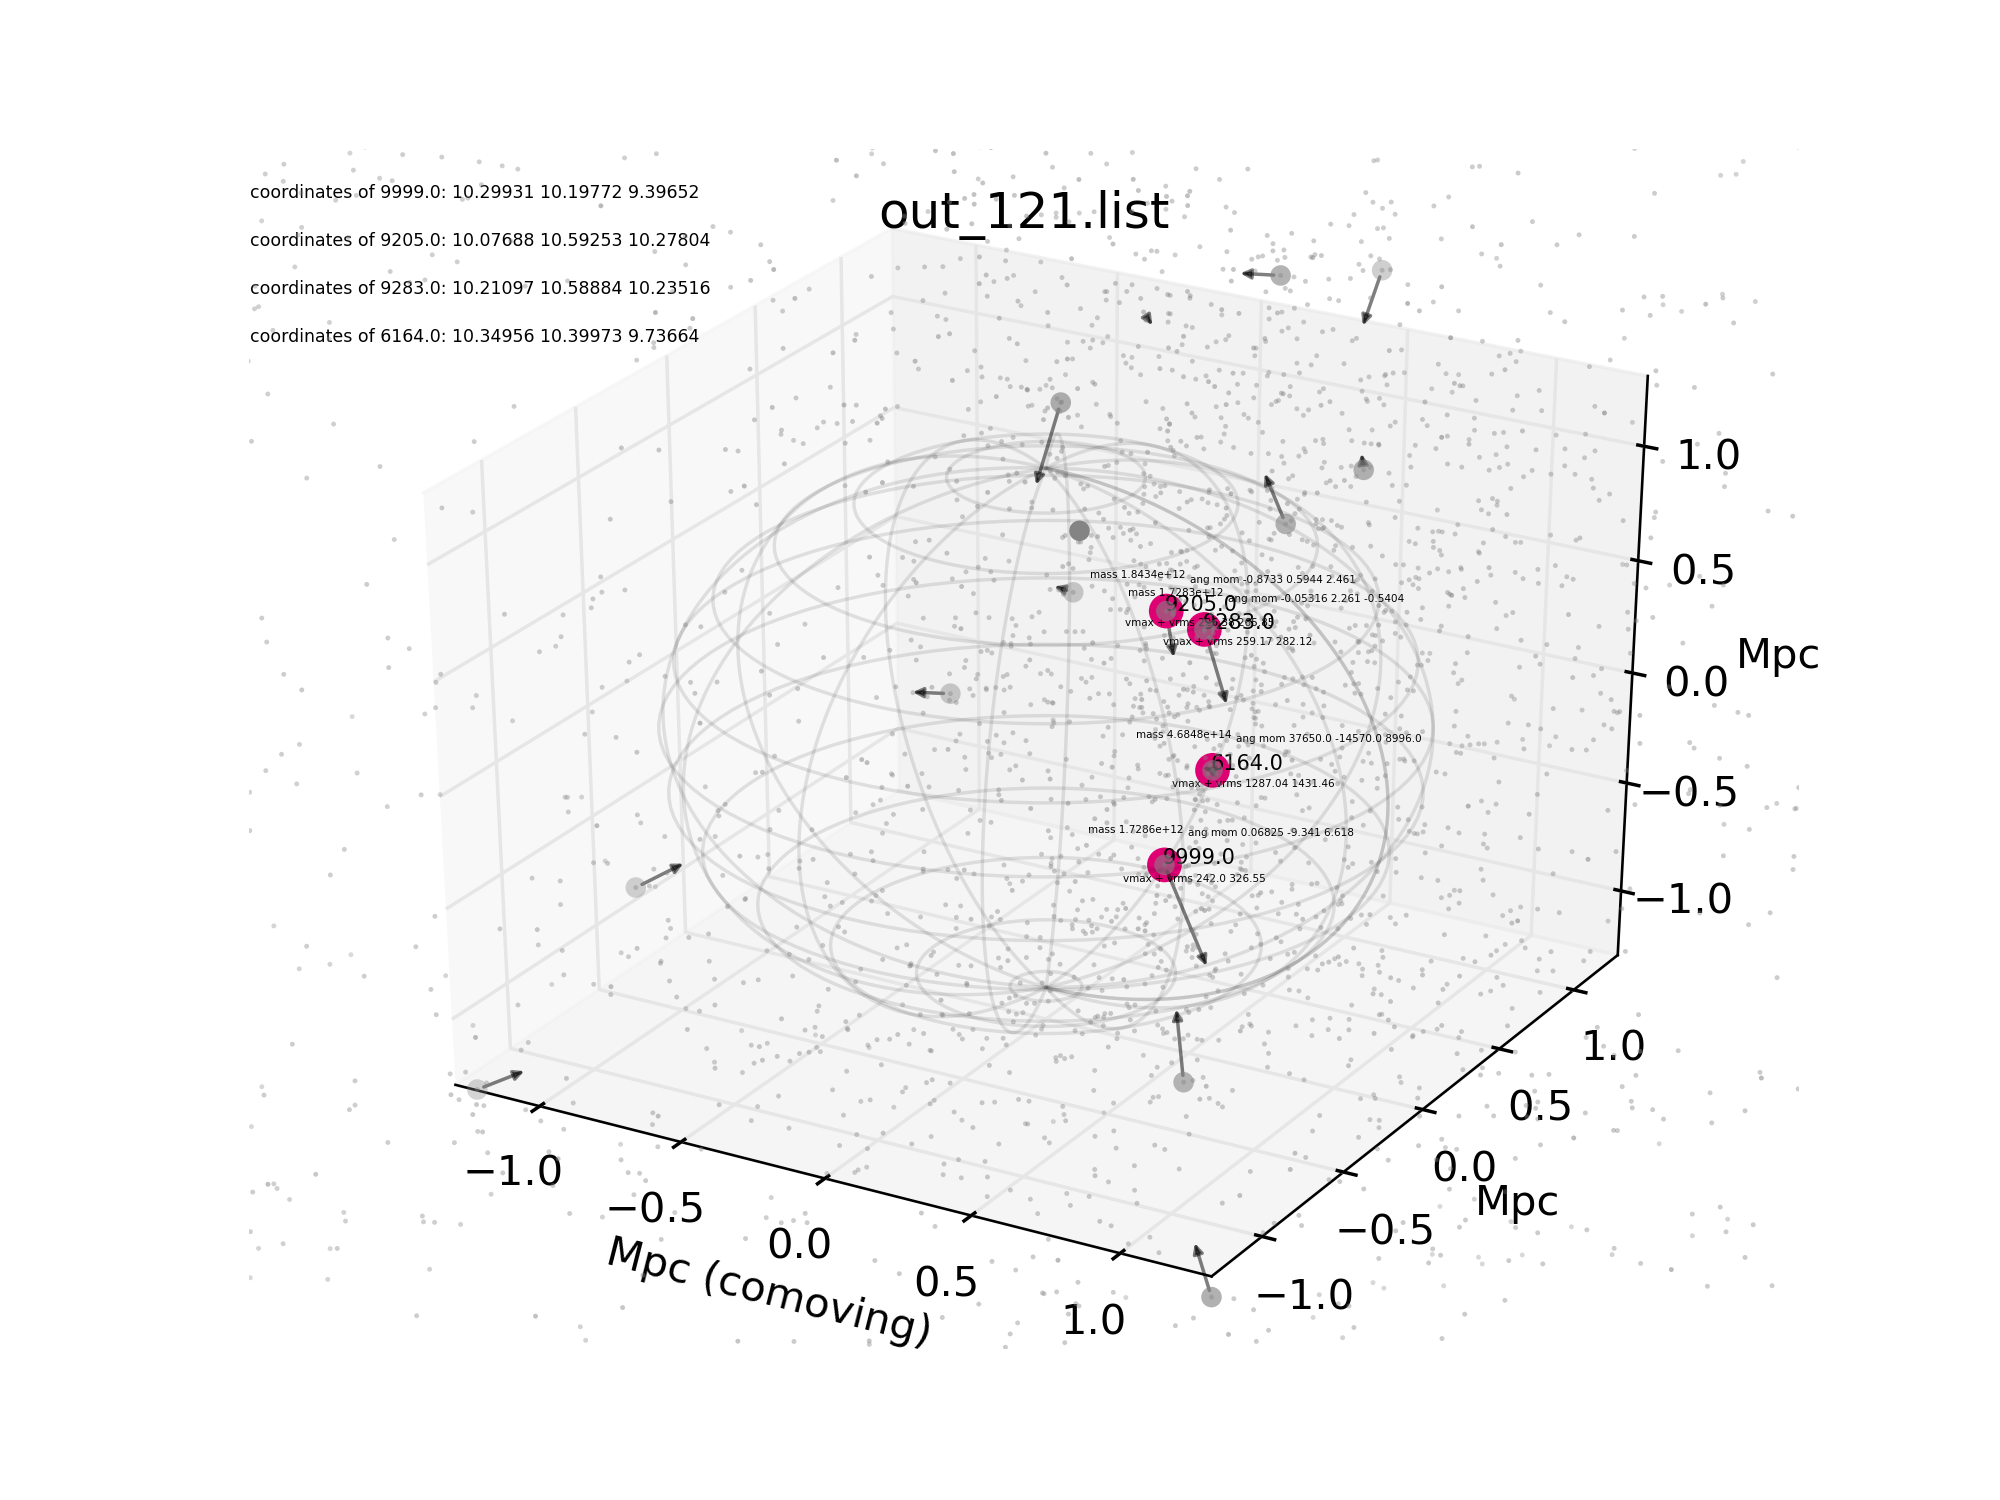 coordinates of 9999.0: 10.29931 10.19772 9.39652
out_121.list
coordinates of 9205.0: 10.07688 10.59253 10.27804
coordinates of 9283.0: 10.21097 10.58884 10.23516
coordinates of 6164.0: 10.34956 10.39973 9.73664
1.0
mass 1.8434e+12 ang mom -0.8733 0.5944 2.461
0.5
mass 1.7283e+12 ang mom -0.05316 2.261 -0.5404
9205.0
9283.0
vmax + vrms
vmax + vrms 259.17 282.12
Mpc
0.0
mass 4.6848e+14 ang mom 37650.0 -14570.0 8996.0
6164.0
vmax + vrms 1287.04 1431.46
−0.5
mass 1.7286e+12 ang mom 0.06825 -9.341 6.618
9999.0
vmax + vrms 242.0 326.55
−1.0
1.0
0.5
0.0
Mpc
−0.5
−1.0
−1.0
−0.5
0.0
0.5
1.0
Mpc (comoving)